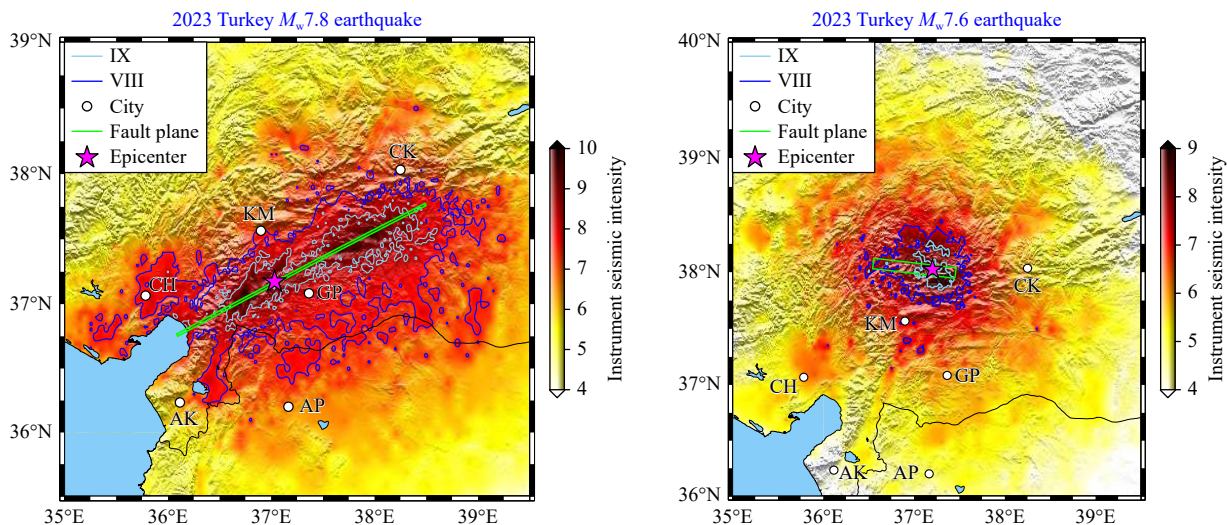 2023 Turkey Mw7.8 earthquake
39°N
38°N
37°N
36°N
35°E
36°E
37°E
38°E
39°E
IX
VIII
City
Fault plane
Epicenter
CK
KM
CH
GP
AK
AP
10
9
8
7
6
5
4
Instrument seismic intensity
2023 Turkey Mw7.6 earthquake
40°N
39°N
38°N
37°N
36°N
35°E
36°E
37°E
38°E
39°E
IX
VIII
City
Fault plane
Epicenter
CK
KM
CH
GP
AK
AP
9
8
7
6
5
4
Instrument seismic intensity